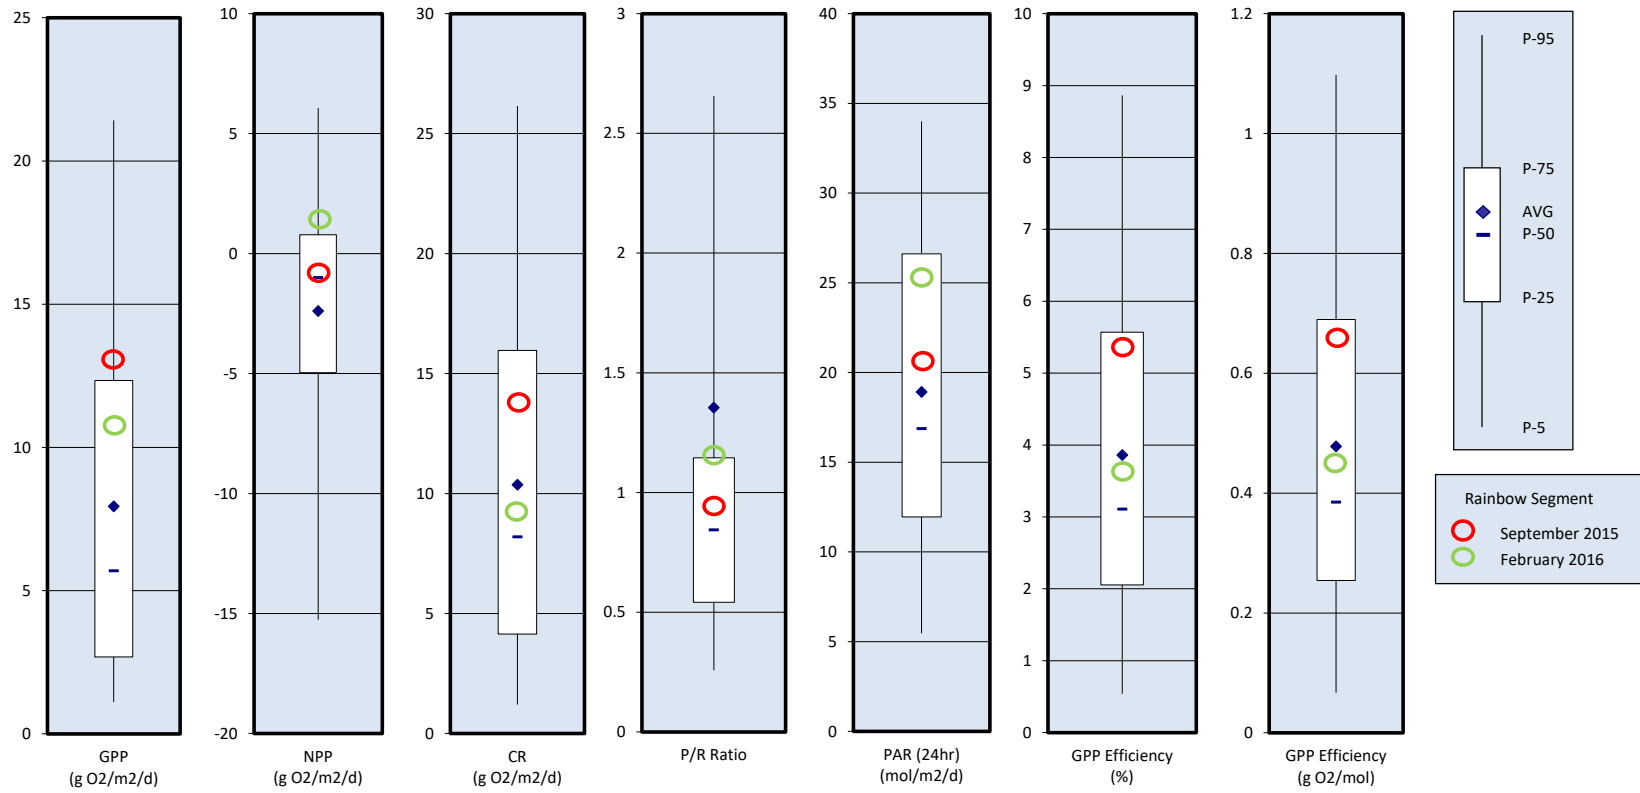 25
20
15
10
5
0
GPP
(g O2/m2/d)
10
5
0
-5
-10
-15
-20
NPP
(g O2/m2/d)
30
25
20
15
10
5
0
CR
(g O2/m2/d)
3
2.5
2
1.5
1
0.5
0
P/R Ratio
40
35
30
25
20
15
10
5
0
PAR (24hr)
(mol/m2/d)
10
9
8
7
6
5
4
3
2
1
0
GPP Efficiency
(%)
1.2
1
0.8
0.6
0.4
0.2
0
GPP Efficiency
(g O2/mol)
P-95
P-75
AVG
P-50
P-25
P-5
Rainbow Segment
September 2015
February 2016